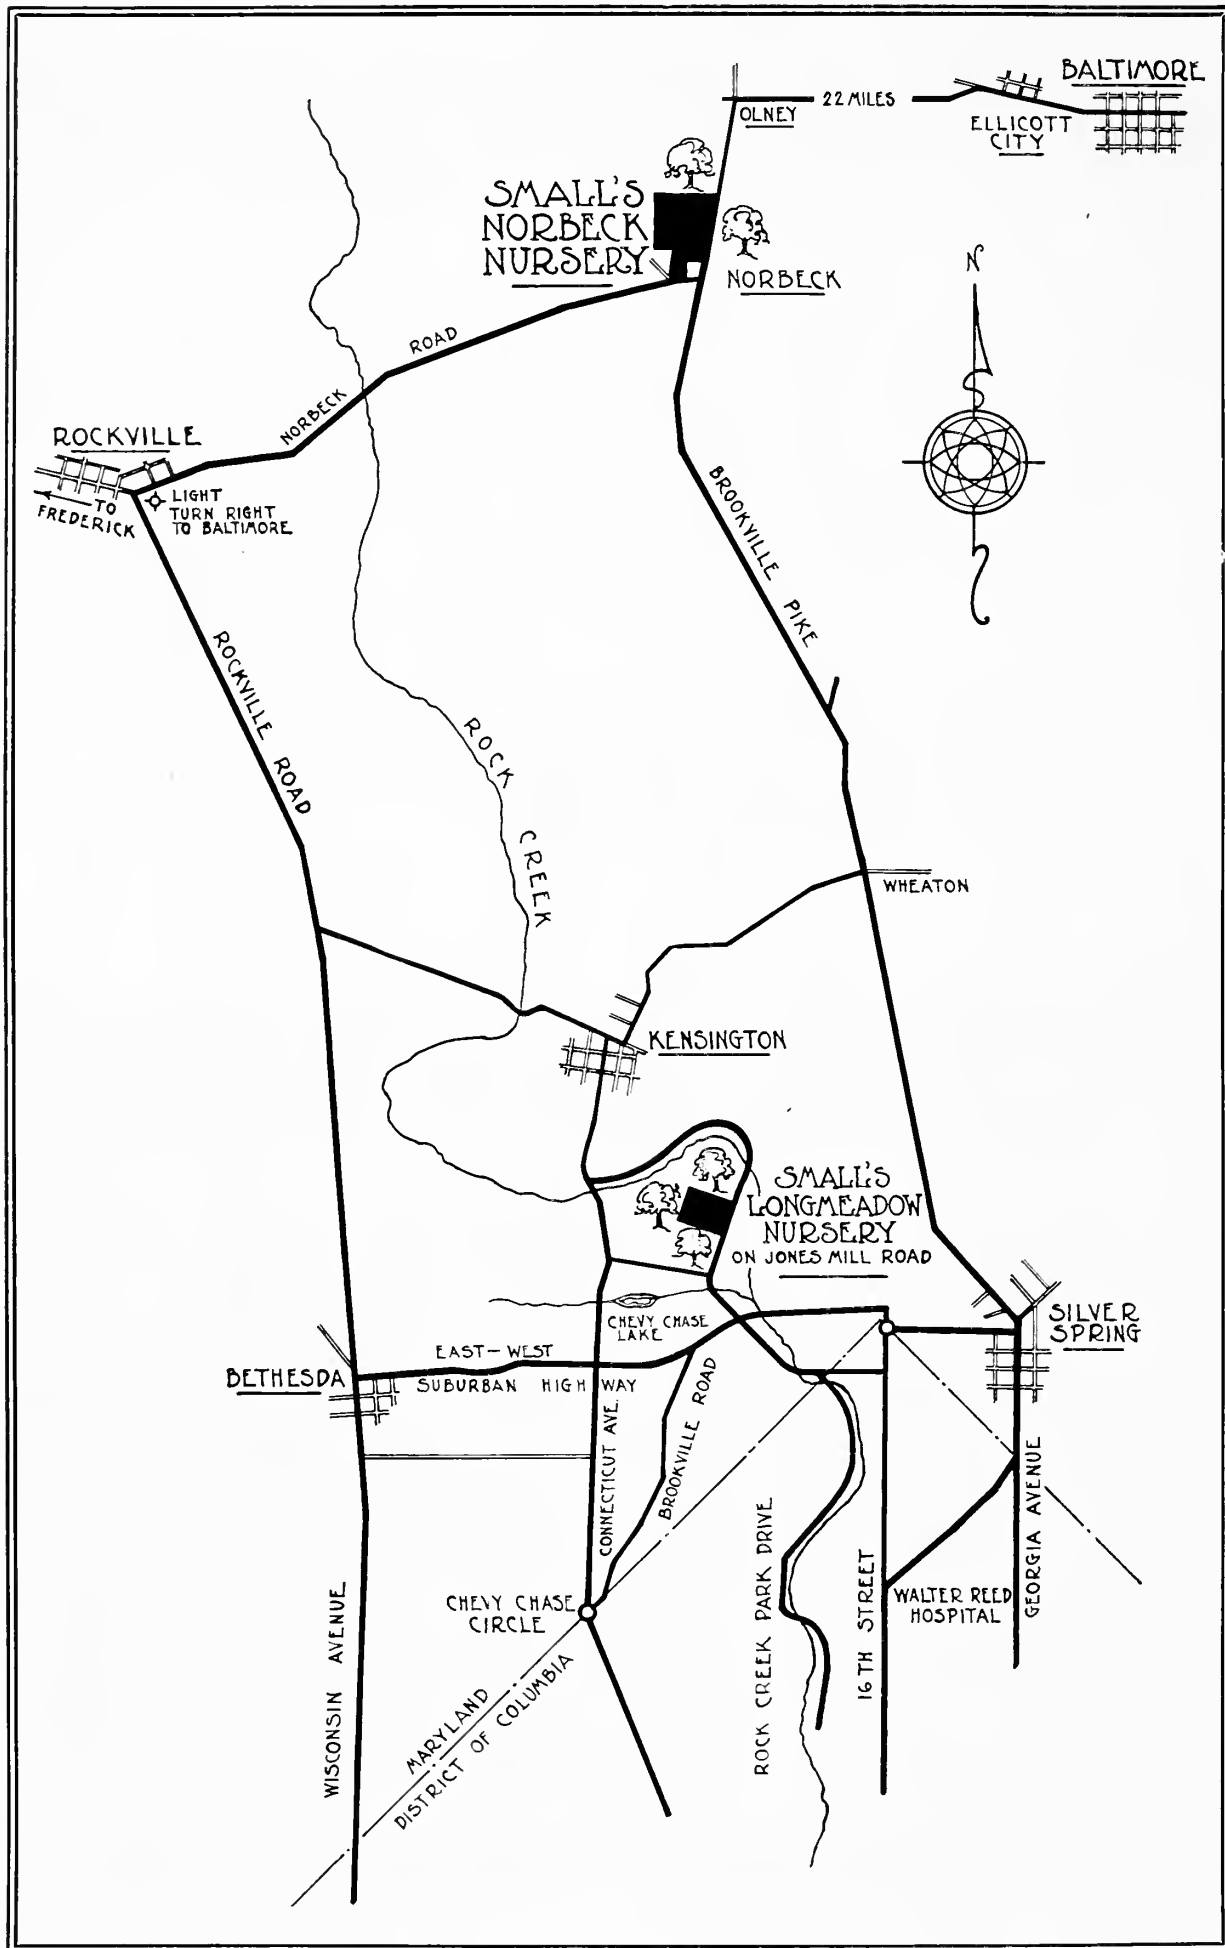 BALTIMORE
22 MILES
OLNEY
ELLICOTT
CITY
SMALL'S
NORBECK
NURSERY
NORBECK
N
S
NORBECK ROAD
ROCKVILLE
LIGHT
TURN RIGHT
TO BALTIMORE
TO
FREDERICK
BROOKVILLE PIKE
ROCKVILLE ROAD
ROCK CREEK
WHEATON
KENSINGTON
SMALL'S
LONGMEADOW
NURSERY
ON JONES MILL ROAD
CHEVY CHASE
LAKE
SILVER
SPRING
EAST-WEST
SUBURBAN HIGHWAY
BETHESDA
CONNECTICUT AVE.
BROOKVILLE ROAD
GEORGIA AVENUE
CHEVY CHASE
CIRCLE
ROCK CREEK PARK DRIVE
16TH STREET
WALTER REED
HOSPITAL
WISCONSIN AVENUE
MARYLAND
DISTRICT OF COLUMBIA